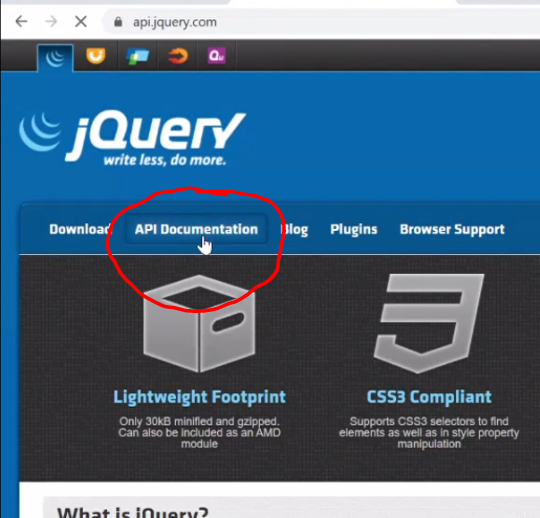 api.jquery.com
Qu
jQuery
write less, do more.
Download API Documentation Blog Plugins Browser Support
Lightweight Footprint
Only 30kB minified and gzipped.
Can also be included as an AMD
module
CSS3 Compliant
Supports CSS3 selectors to find
elements as well as in style property
manipulation
What is jQuery?